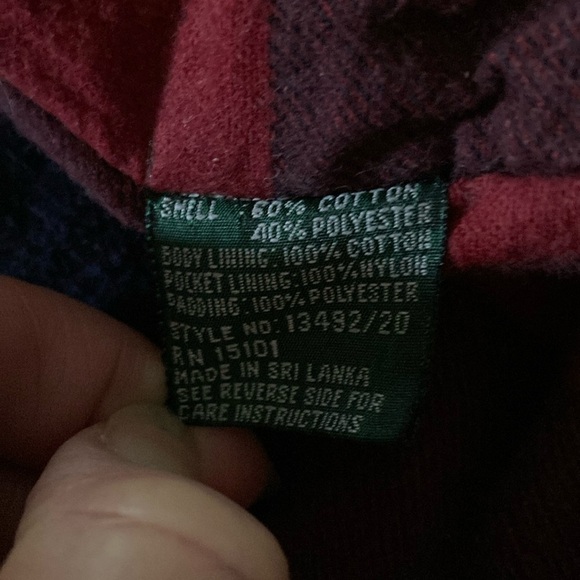 SHELL : 60% COTTON
40% POLYESTER
BODY LINING: 100% COTTON
POCKET LINING: 100% NYLON
PADDING: 100% POLYESTER
STYLE NO: 13492/20
RN 15101
MADE IN SRI LANKA
SEE REVERSE SIDE FOR
CARE INSTRUCTIONS